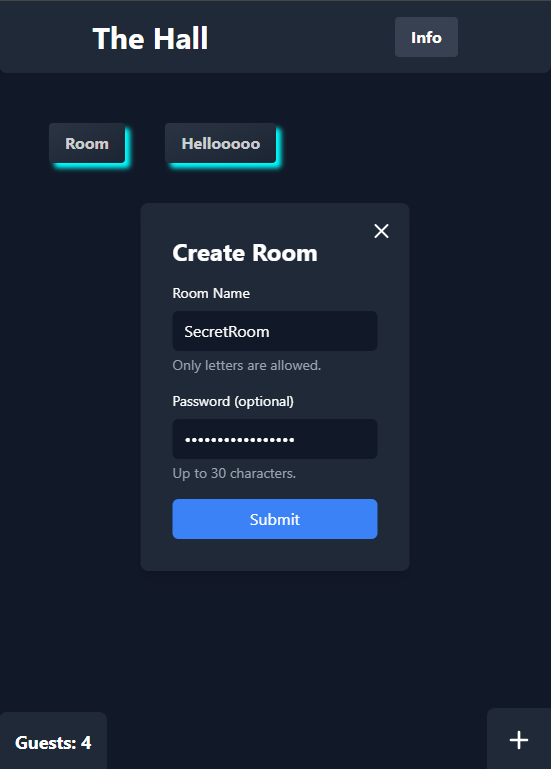 The Hall
Info
Room
Hellooooo
Create Room
Room Name
SecretRoom
Only letters are allowed.
Password (optional)
•••••••••••••••••
Up to 30 characters.
Submit
Guests: 4